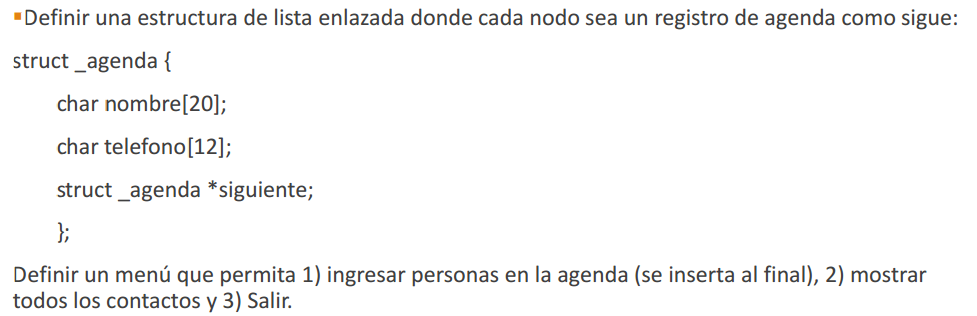 ▪Definir una estructura de lista enlazada donde cada nodo sea un registro de agenda como sigue:
struct _agenda {
char nombre[20];
char telefono[12];
struct _agenda *siguiente;
};
Definir un menú que permita 1) ingresar personas en la agenda (se inserta al final), 2) mostrar
todos los contactos y 3) Salir.